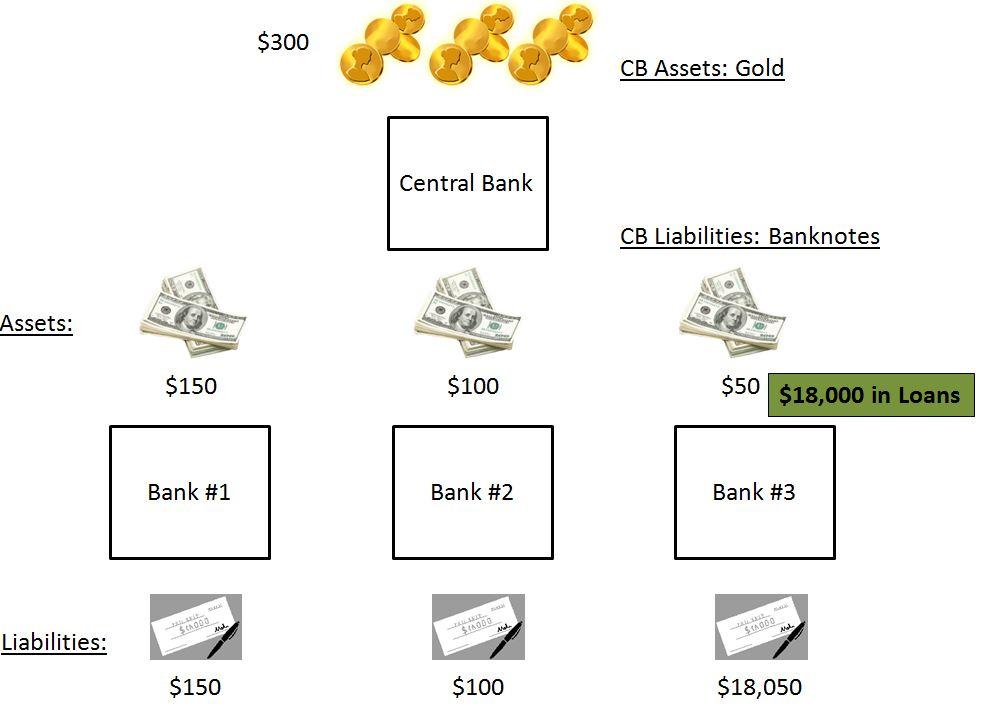 $300
CB Assets: Gold
Central Bank
CB Liabilities: Banknotes
Assets:
$150
$100
$50
$18,000 in Loans
Bank #1
Bank #2
Bank #3
Liabilities:
$150
$100
$18,050